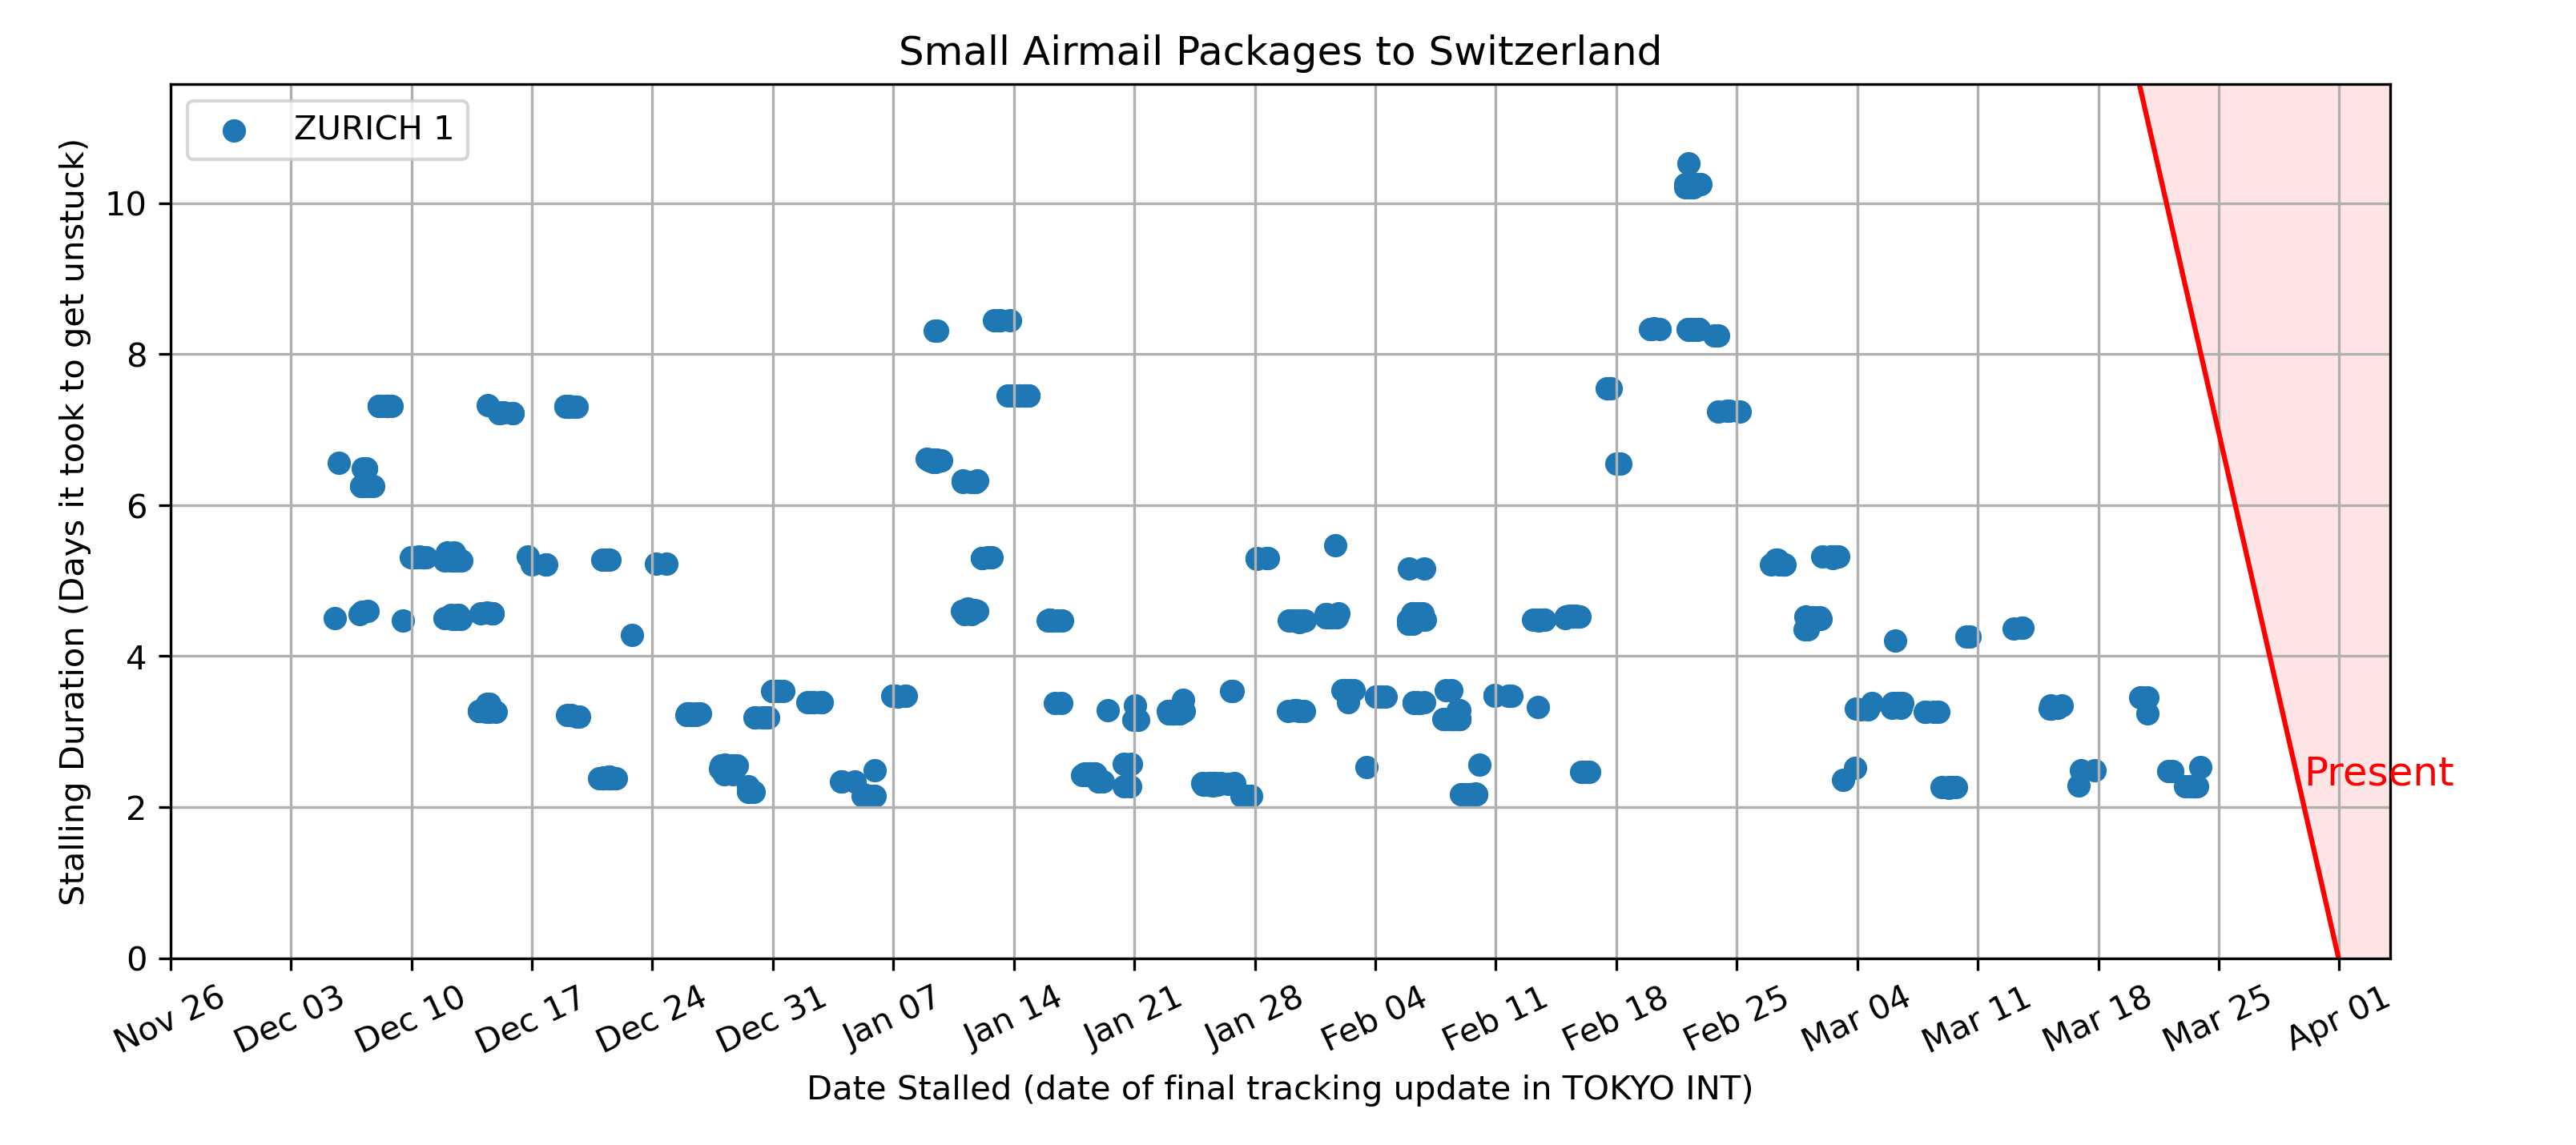 Small Airmail Packages to Switzerland
ZURICH 1
Stalling Duration (Days it took to get unstuck)
10
8
6
4
2
0
Present
Nov 26
Dec 03
Dec 10
Dec 17
Dec 24
Dec 31
Jan 07
Jan 14
Jan 21
Jan 28
Feb 04
Feb 11
Feb 18
Feb 25
Mar 04
Mar 11
Mar 18
Mar 25
Apr 01
Date Stalled (date of final tracking update in TOKYO INT)